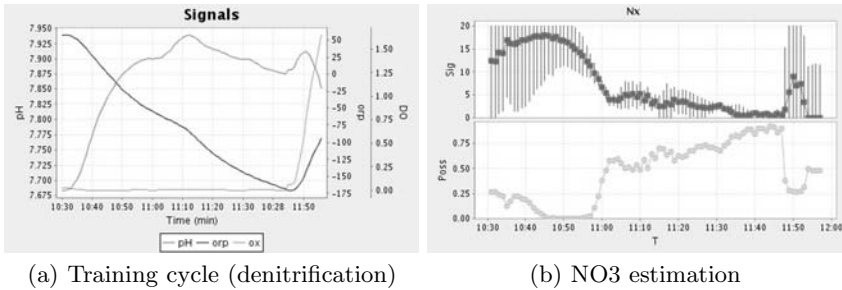 Signals
7.950
7.925
7.900
7.875
7.850
7.825
7.800
7.775
7.750
7.725
7.700
7.675
pH
50
25
0
-25
-50
-75
-100
-125
-150
-175
orp
1.50
1.25
1.00
0.75
0.50
0.25
0.00
DO
10:30 10:40 10:50 11:00 11:10 11:20 11:30 11:40 11:50
Time (min)
pH orp ox
(a) Training cycle (denitrification)
Nx
20
15
10
5
0
Sig
0.75
0.50
0.25
0.00
Poss
10:30 10:40 10:50 11:00 11:10 11:20 11:30 11:40 11:50 12:00
T
(b) NO3 estimation